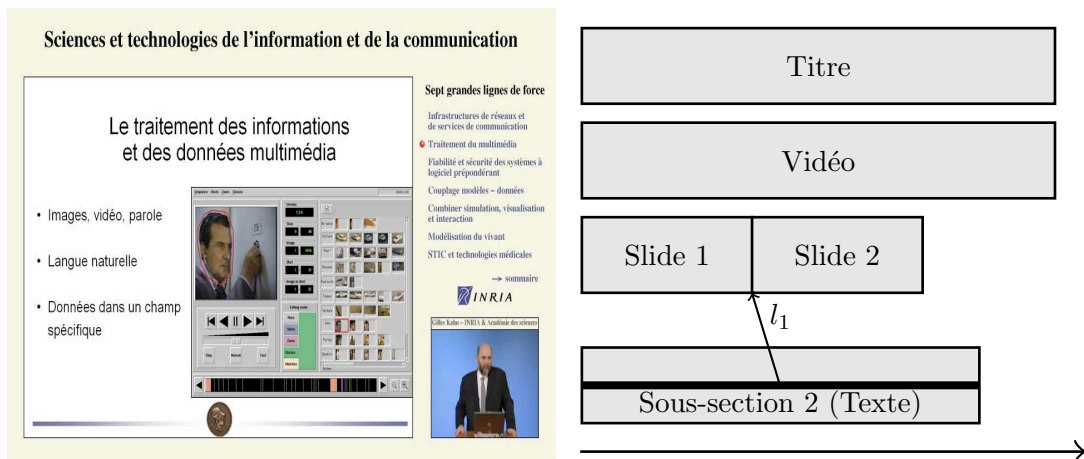 Sciences et technologies de l'information et de la communication
Le traitement des informations
et des données multimédia
• Images, vidéo, parole
• Langue naturelle
• Données dans un champ
spécifique
Sept grandes lignes de force
Infrastructures de réseaux et
de services de communication
Traitement du multimédia
Fiabilité et sécurité des systèmes à
logiciel prépondérant
Couplage modèles – données
Combiner simulation, visualisation
et interaction
Modélisation du vivant
STIC et technologies médicales
→ sommaire
INRIA
Gilles Kahn – INRIA & Académie des sciences
Titre
Vidéo
Slide 1
Slide 2
l1
Sous-section 2 (Texte)